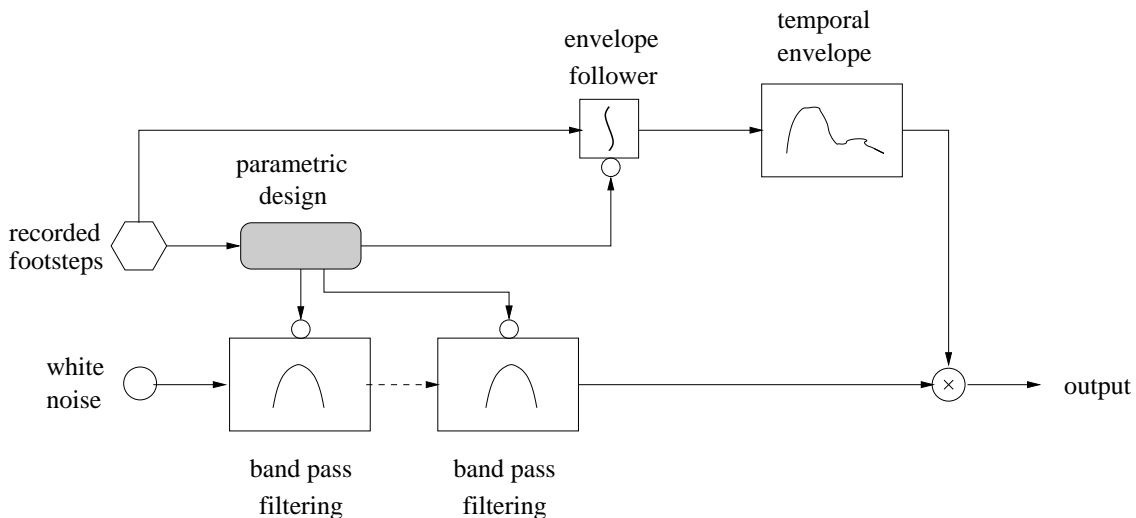 temporal
envelope
envelope
follower
parametric
design
recorded
footsteps
white
noise
×
output
band pass
filtering
band pass
filtering